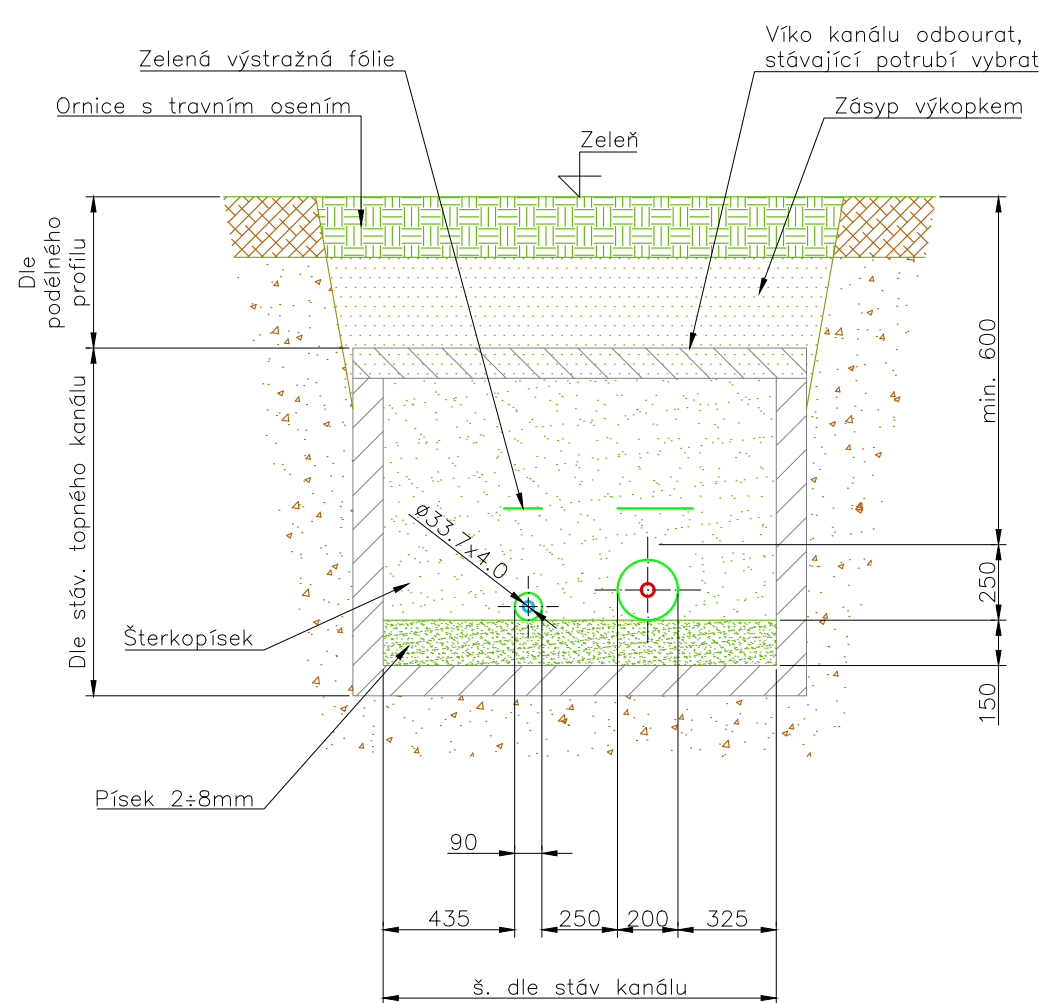 Víko kanálu odbourat,
stávající potrubí vybrat
Zelená výstražná fólie
Ornice s travním osením
Zásyp výkopkem
Zeleň
Dle
podélného
profilu
min. 600
Dle stáv. topného kanálu
ø33.7x4.0
250
Šterkopísek
150
Písek 2÷8mm
90
435
250
200
325
š. dle stáv kanálu